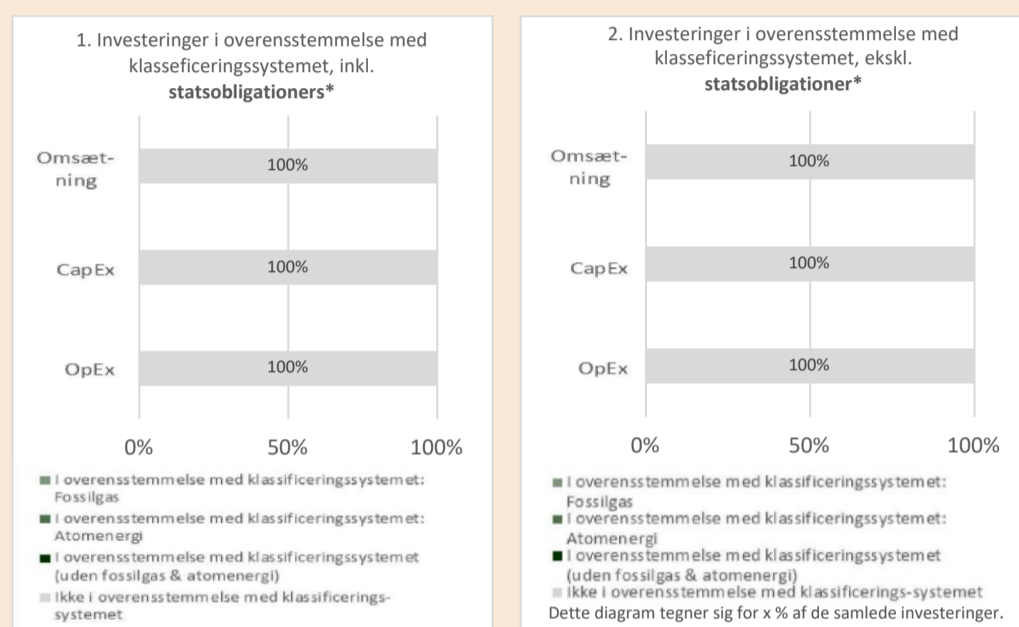 1. Investeringer i overensstemmelse med
klasseficeringssystemet, inkl.
statsobligationers*
Omsæt-
ning
100%
CapEx
100%
OpEx
100%
0%
50%
100%
I overensstemmelse med klassificeringssystemet:
Fossilgas
I overensstemmelse med klassificeringssystemet:
Atomenergi
I overensstemmelse med klassificeringssystemet
(uden fossilgas & atomenergi)
Ikke i overensstemmelse med klassificerings-
systemet
2. Investeringer i overensstemmelse med
klasseficeringssystemet, ekskl.
statsobligationer*
Omsæt-
ning
100%
CapEx
100%
OpEx
100%
0%
50%
100%
I overensstemmelse med klassificeringssystemet:
Fossilgas
I overensstemmelse med klassificeringssystemet:
Atomenergi
I overensstemmelse med klassificeringssystemet
(uden fossilgas & atomenergi)
Ikke i overensstemmelse med klassificerings-systemet
Dette diagram tegner sig for x % af de samlede investeringer.